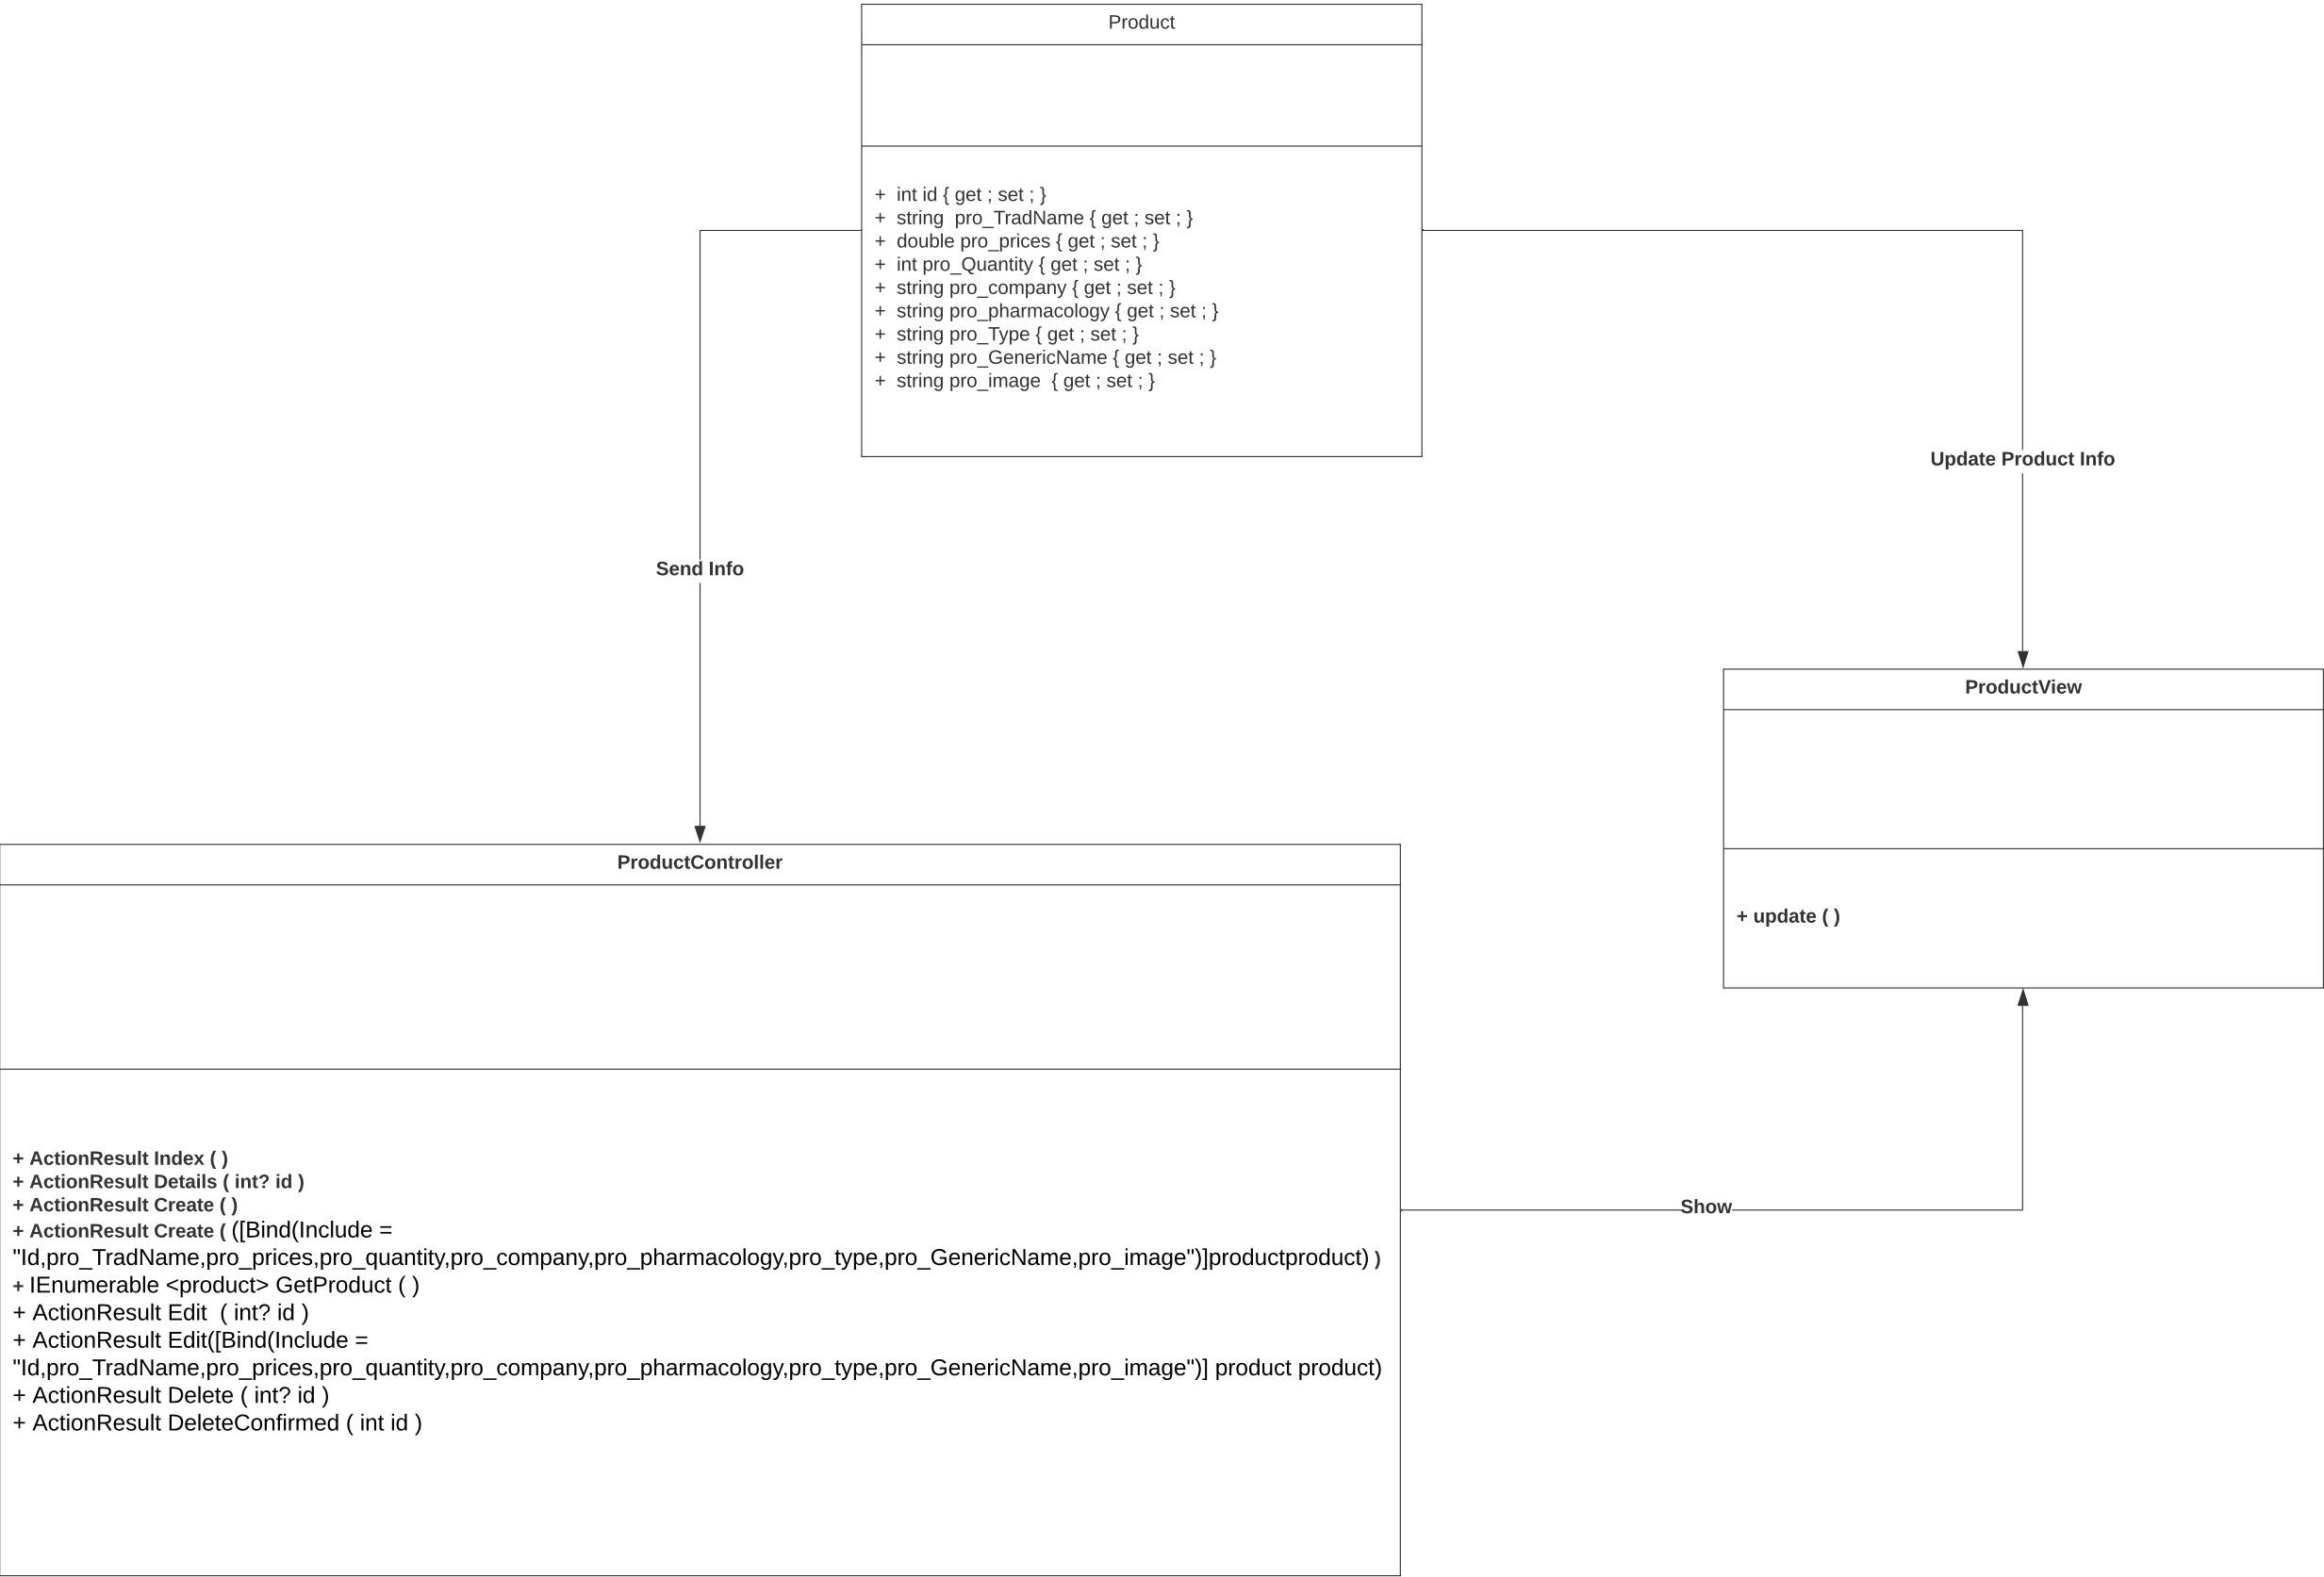 Product
+  int id { get ; set ; }
+  string  pro_TradName { get ; set ; }
+  double pro_prices { get ; set ; }
+  int pro_Quantity { get ; set ; }
+  string pro_company { get ; set ; }
+  string pro_pharmacology { get ; set ; }
+  string pro_Type { get ; set ; }
+  string pro_GenericName { get ; set ; }
+  string pro_image  { get ; set ; }
Update Product Info
Send Info
ProductView
+ update ( )
ProductController
+ ActionResult Index ( )
+ ActionResult Details ( int? id )
+ ActionResult Create ( )
+ ActionResult Create ( ([Bind(Include =
"Id,pro_TradName,pro_prices,pro_quantity,pro_company,pro_pharmacology,pro_type,pro_GenericName,pro_image")]productproduct) )
+ IEnumerable <product> GetProduct ( )
+ ActionResult Edit  ( int? id )
+ ActionResult Edit([Bind(Include =
"Id,pro_TradName,pro_prices,pro_quantity,pro_company,pro_pharmacology,pro_type,pro_GenericName,pro_image")] product product)
+ ActionResult Delete ( int? id )
+ ActionResult DeleteConfirmed ( int id )
Show